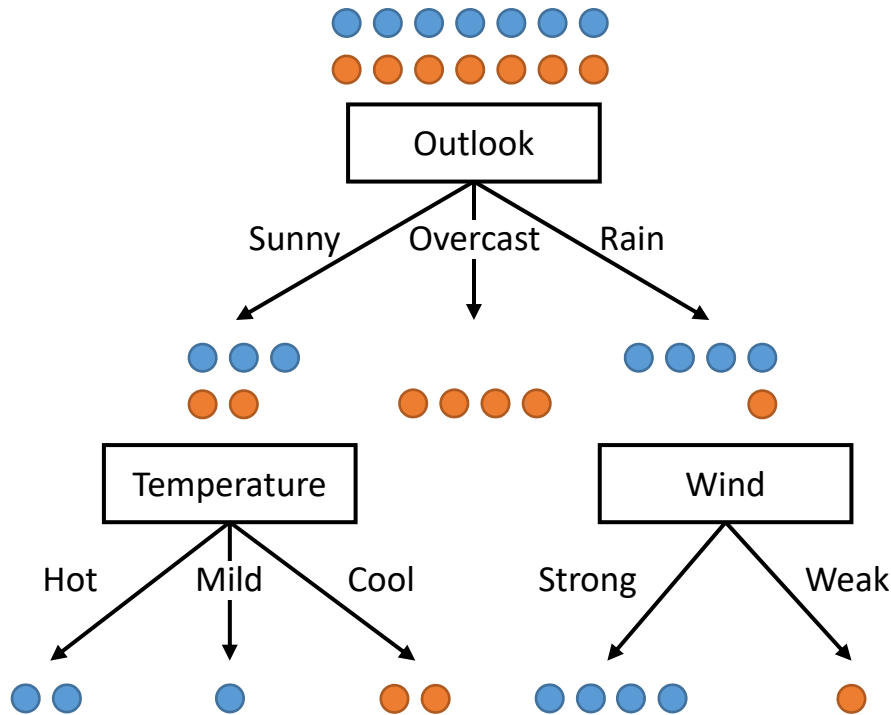 Outlook
Sunny Overcast Rain
Temperature Wind
Hot Mild Cool Strong Weak